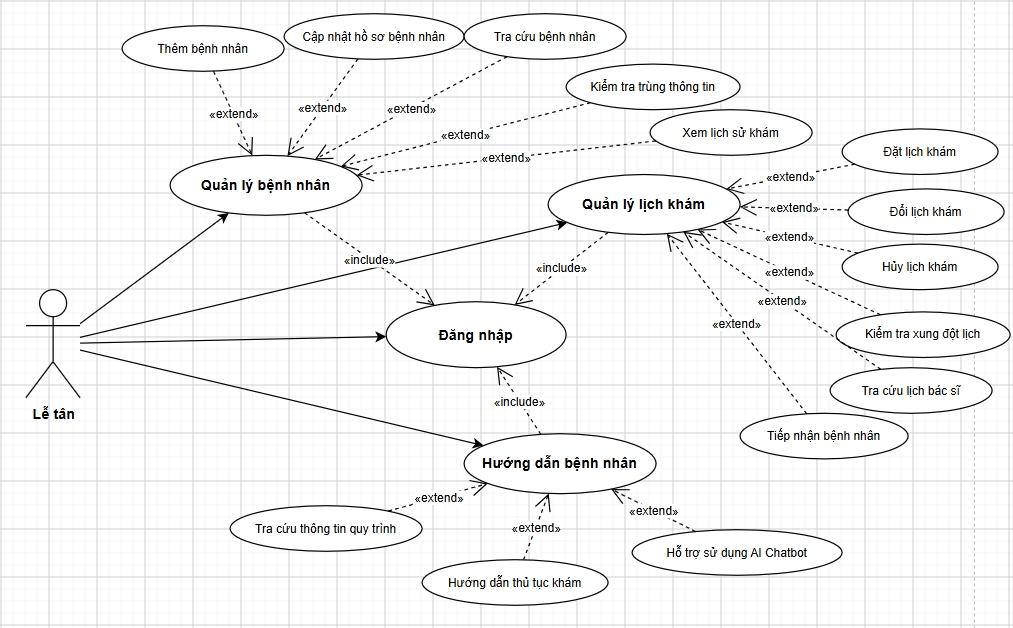 Thêm bệnh nhân
Cập nhật hồ sơ bệnh nhân
Tra cứu bệnh nhân
Kiểm tra trùng thông tin
Xem lịch sử khám
«extend»
«extend»
«extend»
«extend»
«extend»
Quản lý bệnh nhân
Quản lý lịch khám
Đặt lịch khám
«extend»
Đổi lịch khám
«extend»
Hủy lịch khám
«extend»
Kiểm tra xung đột lịch
«extend»
Tra cứu lịch bác sĩ
«extend»
Tiếp nhận bệnh nhân
«extend»
«include»
«include»
Đăng nhập
Lễ tân
«include»
Hướng dẫn bệnh nhân
«extend»
«extend»
«extend»
Tra cứu thông tin quy trình
Hướng dẫn thủ tục khám
Hỗ trợ sử dụng AI Chatbot